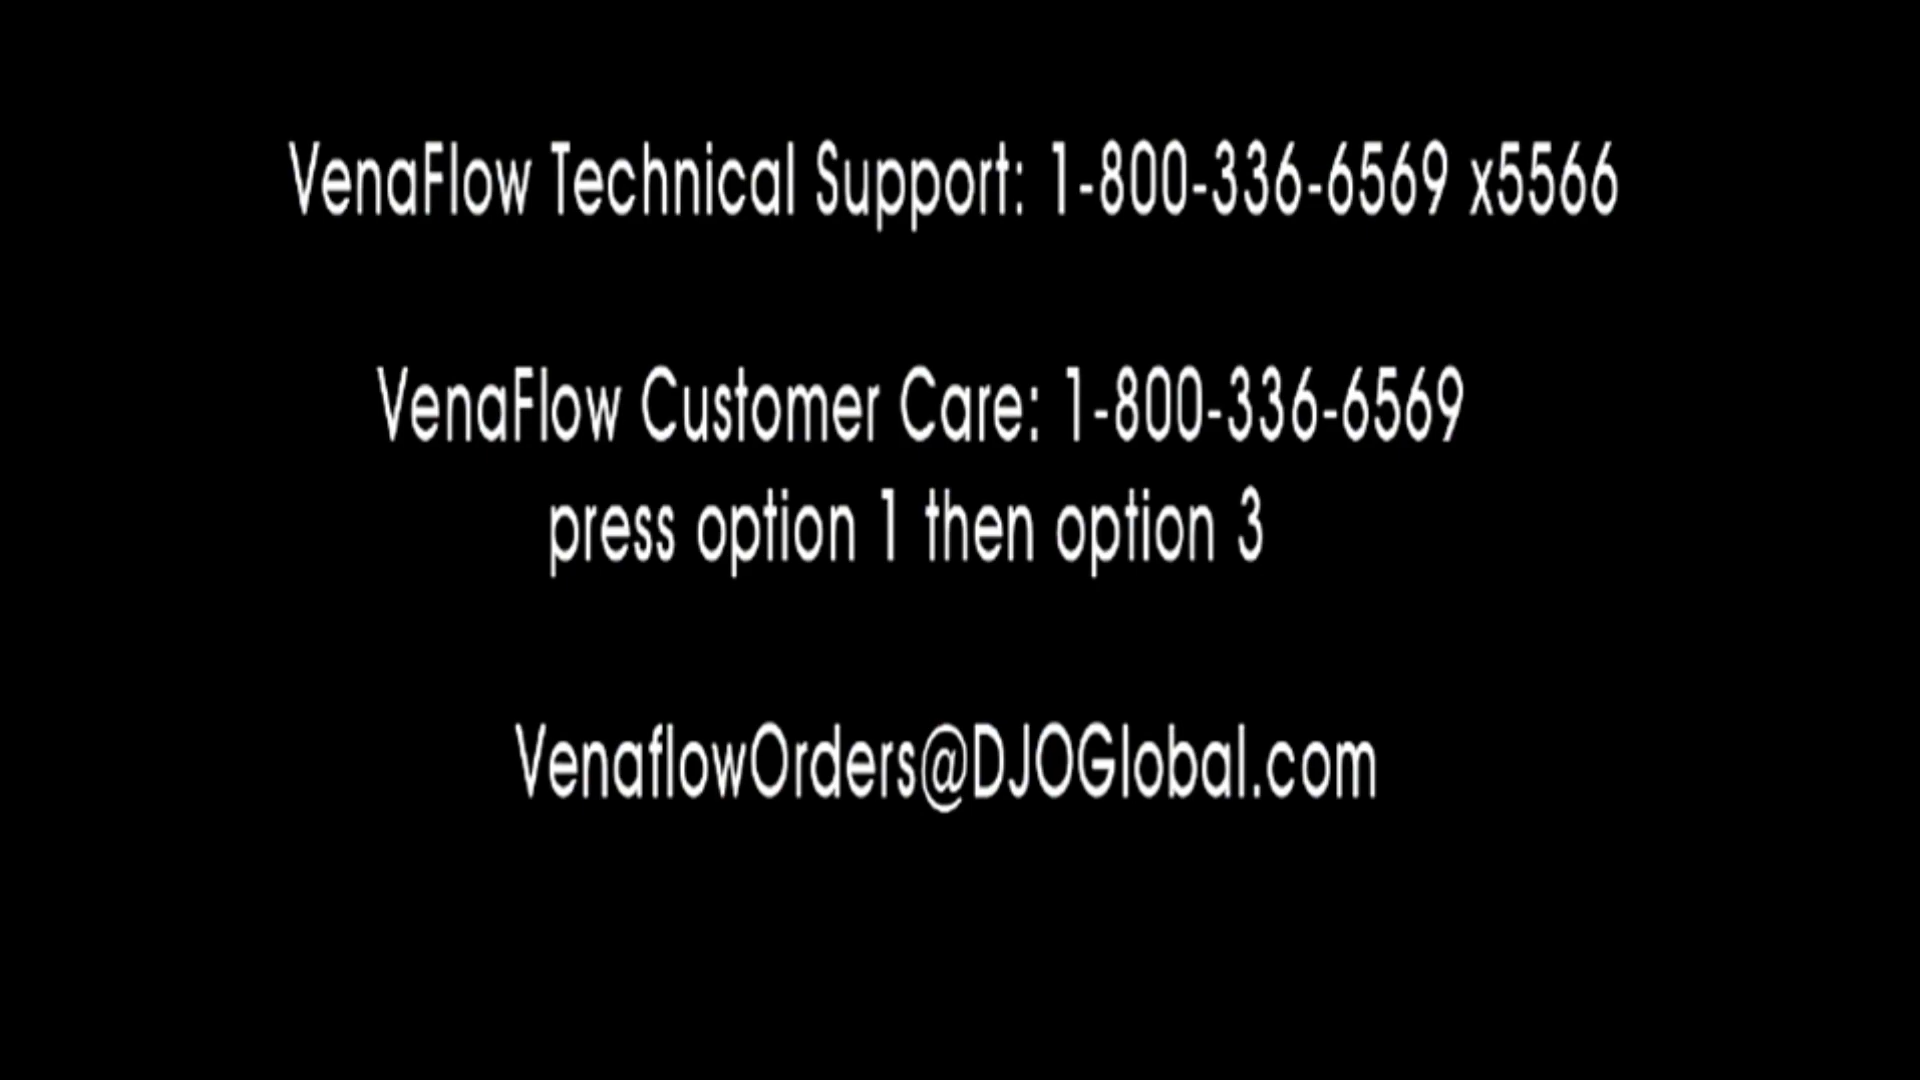 VenaFlow Technical Support: 1-800-336-6569 x5566
VenaFlow Customer Care: 1-800-336-6569
press option 1 then option 3
VenaflowOrders@DJOGlobal.com